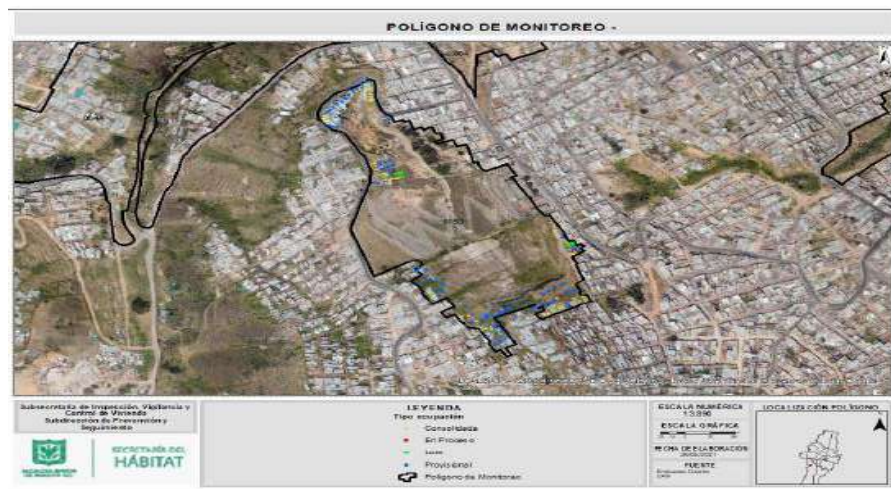 POLÍGONO DE MONITOREO -
Subsecretaría de Inspección, Vigilancia y
Control de Vivienda
Subdirección de Prevención y
Seguimiento
SECRETARÍA DEL
HÁBITAT
LEYENDA
Tipo ocupación
Consolidada
En Proceso
Lote
Provisional
Polígono de Monitoreo
ESCALA NUMÉRICA
ESCALA GRÁFICA
FECHA DE ELABORACIÓN
FUENTE
LOCALIZACIÓN POLÍGONO